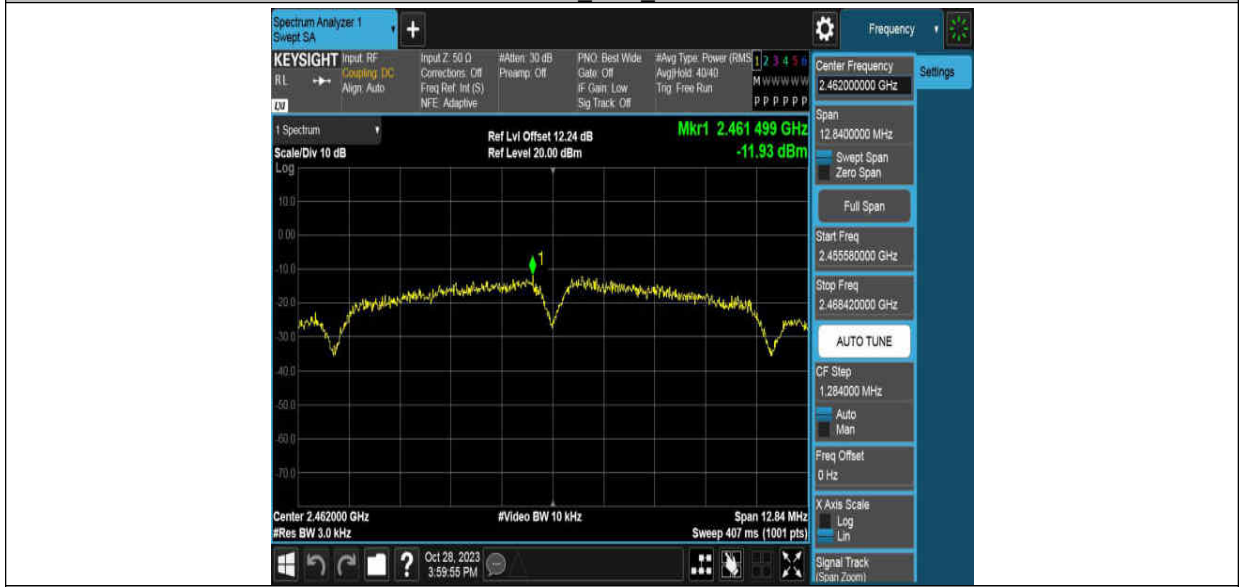 Spectrum Analyzer 1
Swept SA
+
Frequency
KEYSIGHT
RL
Input: RF
Coupling: DC
Align: Auto
Input Z: 50 Ω
Corrections: Off
Freq Ref: Int (S)
NFE: Adaptive
#Atten: 30 dB
Preamp: Off
PNO: Best Wide
Gate: Off
IF Gain: Low
Sig Track: Off
#Avg Type: Power (RMS
Avg|Hold: 40/40
Trig: Free Run
1 2 3 4 5 6
M W W W W W
P P P P P P
1 Spectrum
Scale/Div 10 dB
Log
Ref Lvl Offset 12.24 dB
Ref Level 20.00 dBm
Mkr1 2.461 499 GHz
-11.93 dBm
10.0
0.00
-10.0
-20.0
-30.0
-40.0
-50.0
-60.0
-70.0
1
Center 2.462000 GHz
#Res BW 3.0 kHz
#Video BW 10 kHz
Span 12.84 MHz
Sweep 407 ms (1001 pts)
?
Oct 28, 2023
3:59:55 PM
Center Frequency
2.462000000 GHz
Settings
Span
12.8400000 MHz
Swept Span
Zero Span
Full Span
Start Freq
2.455580000 GHz
Stop Freq
2.468420000 GHz
AUTO TUNE
CF Step
1.284000 MHz
Auto
Man
Freq Offset
0 Hz
X Axis Scale
Log
Lin
Signal Track
(Span Zoom)